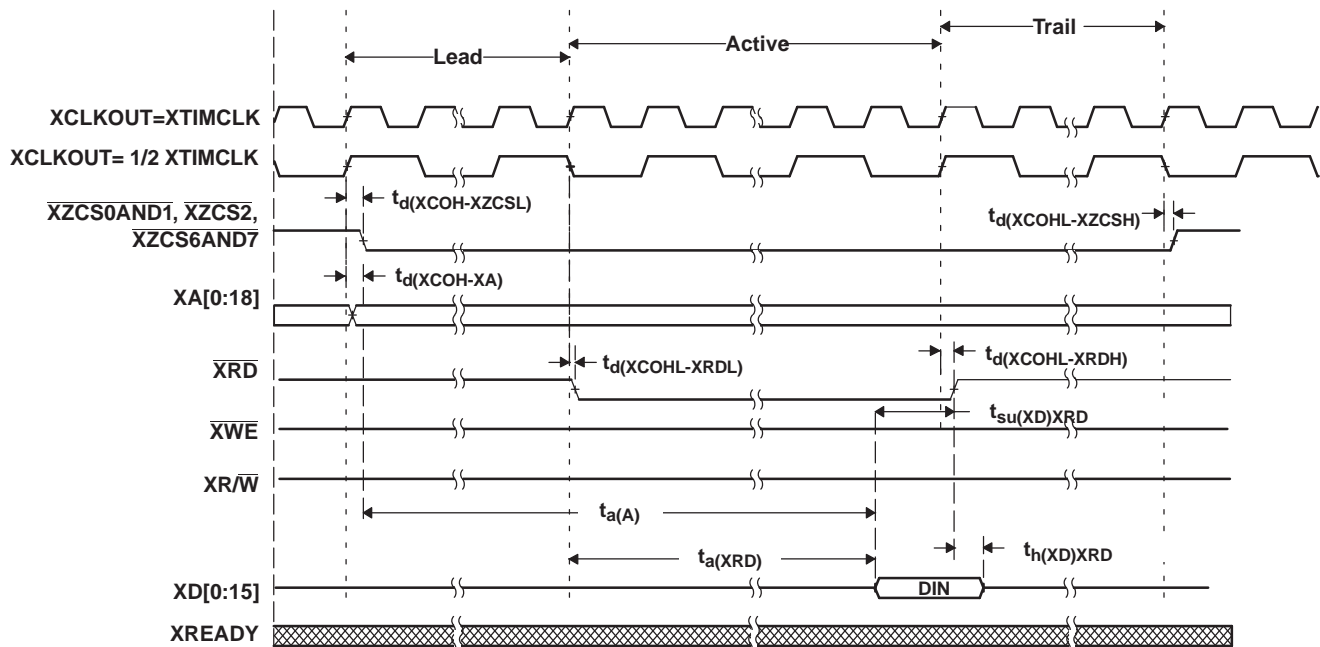 Trail
Active
Lead
XCLKOUT=XTIMCLK
XCLKOUT= 1/2 XTIMCLK
td(XCOH-XZCSL)
XZCS0AND1, XZCS2,
XZCS6AND7
td(XCOHL-XZCSH)
td(XCOH-XA)
XA[0:18]
XRD
td(XCOHL-XRDL)
td(XCOHL-XRDH)
tsu(XD)XRD
XWE
XR/W
ta(A)
ta(XRD)
th(XD)XRD
XD[0:15]
DIN
XREADY